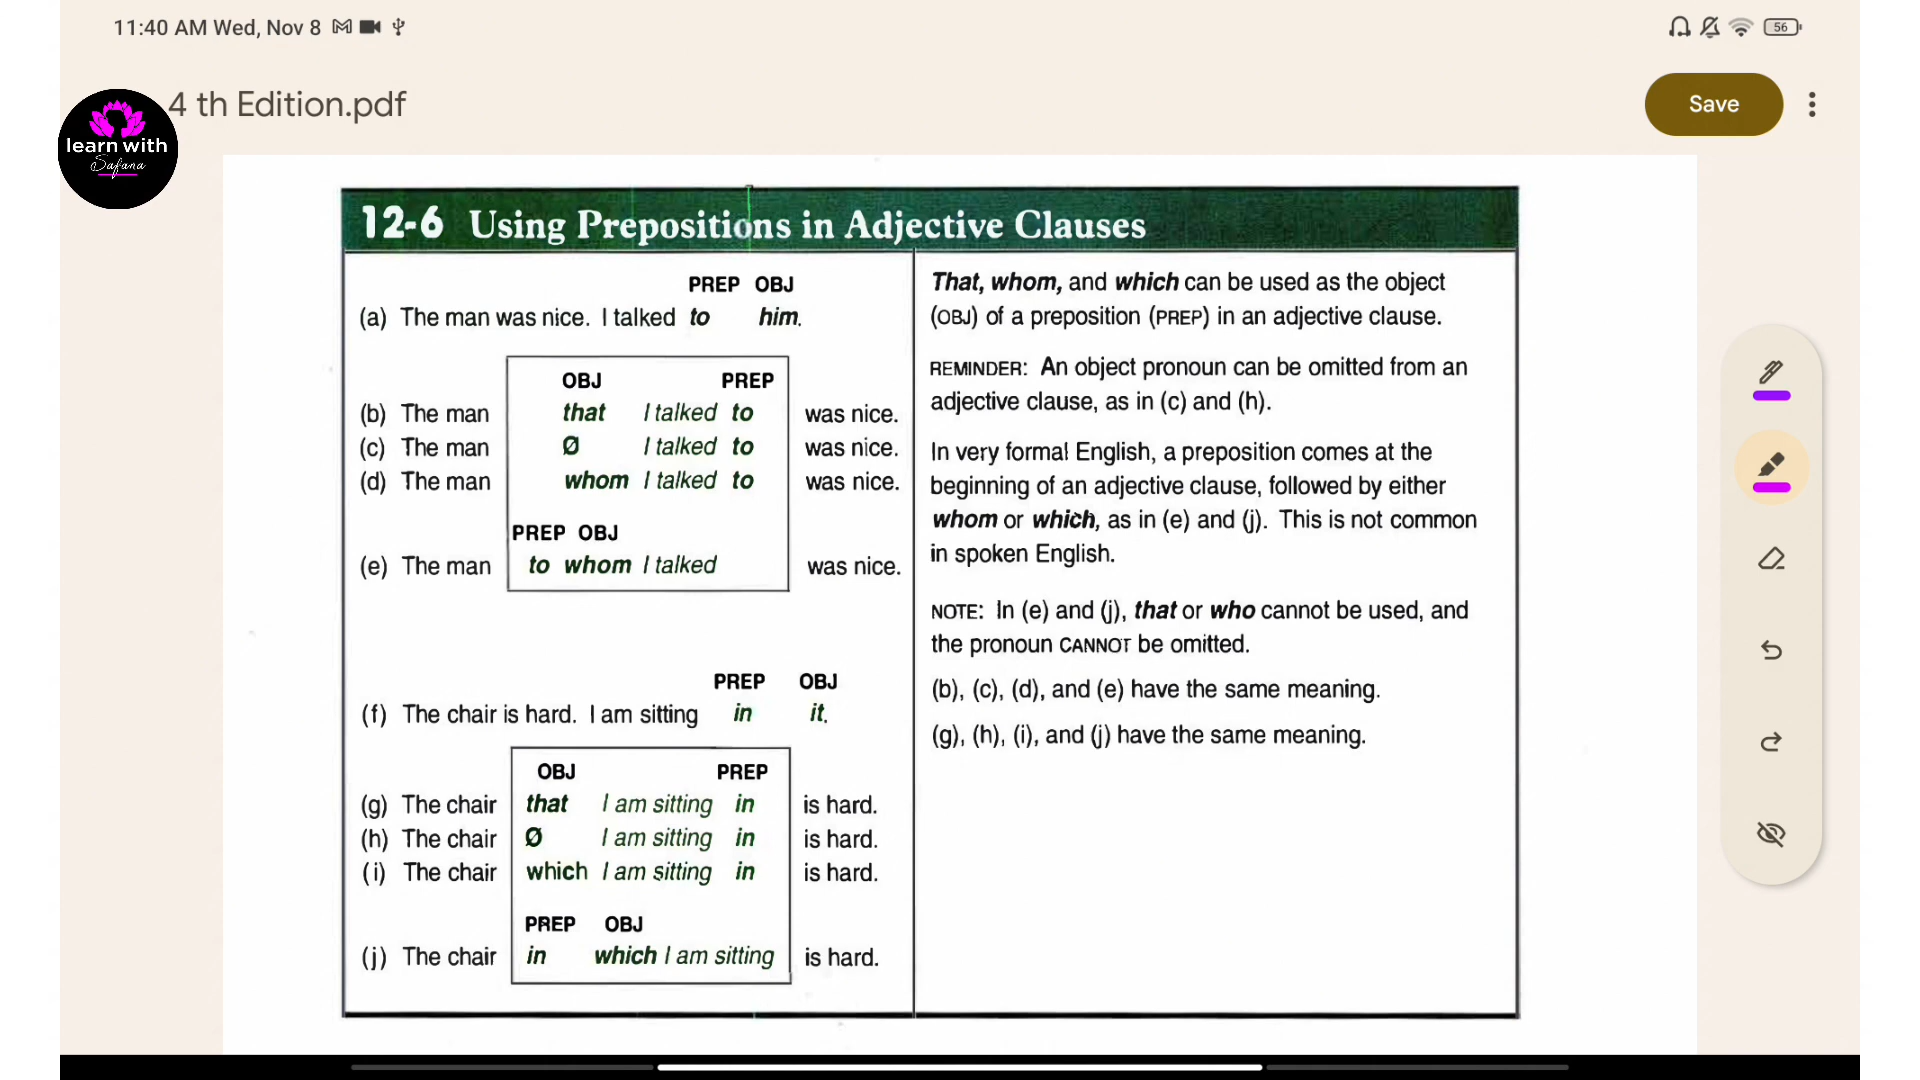 11:40 AM Wed, Nov 8
56
4 th Edition.pdf
Save
learn with
Safana
12-6 Using Prepositions in Adjective Clauses
PREP OBJ
(a) The man was nice. I talked to him.
OBJ PREP
(b) The man that I talked to was nice.
(c) The man Ø I talked to was nice.
(d) The man whom I talked to was nice.
PREP OBJ
(e) The man to whom I talked was nice.
PREP OBJ
(f) The chair is hard. I am sitting in it.
OBJ PREP
(g) The chair that I am sitting in is hard.
(h) The chair Ø I am sitting in is hard.
(i) The chair which I am sitting in is hard.
PREP OBJ
(j) The chair in which I am sitting is hard.
That, whom, and which can be used as the object
(OBJ) of a preposition (PREP) in an adjective clause.
REMINDER: An object pronoun can be omitted from an
adjective clause, as in (c) and (h).
In very formal English, a preposition comes at the
beginning of an adjective clause, followed by either
whom or which, as in (e) and (j). This is not common
in spoken English.
NOTE: In (e) and (j), that or who cannot be used, and
the pronoun CANNOT be omitted.
(b), (c), (d), and (e) have the same meaning.
(g), (h), (i), and (j) have the same meaning.